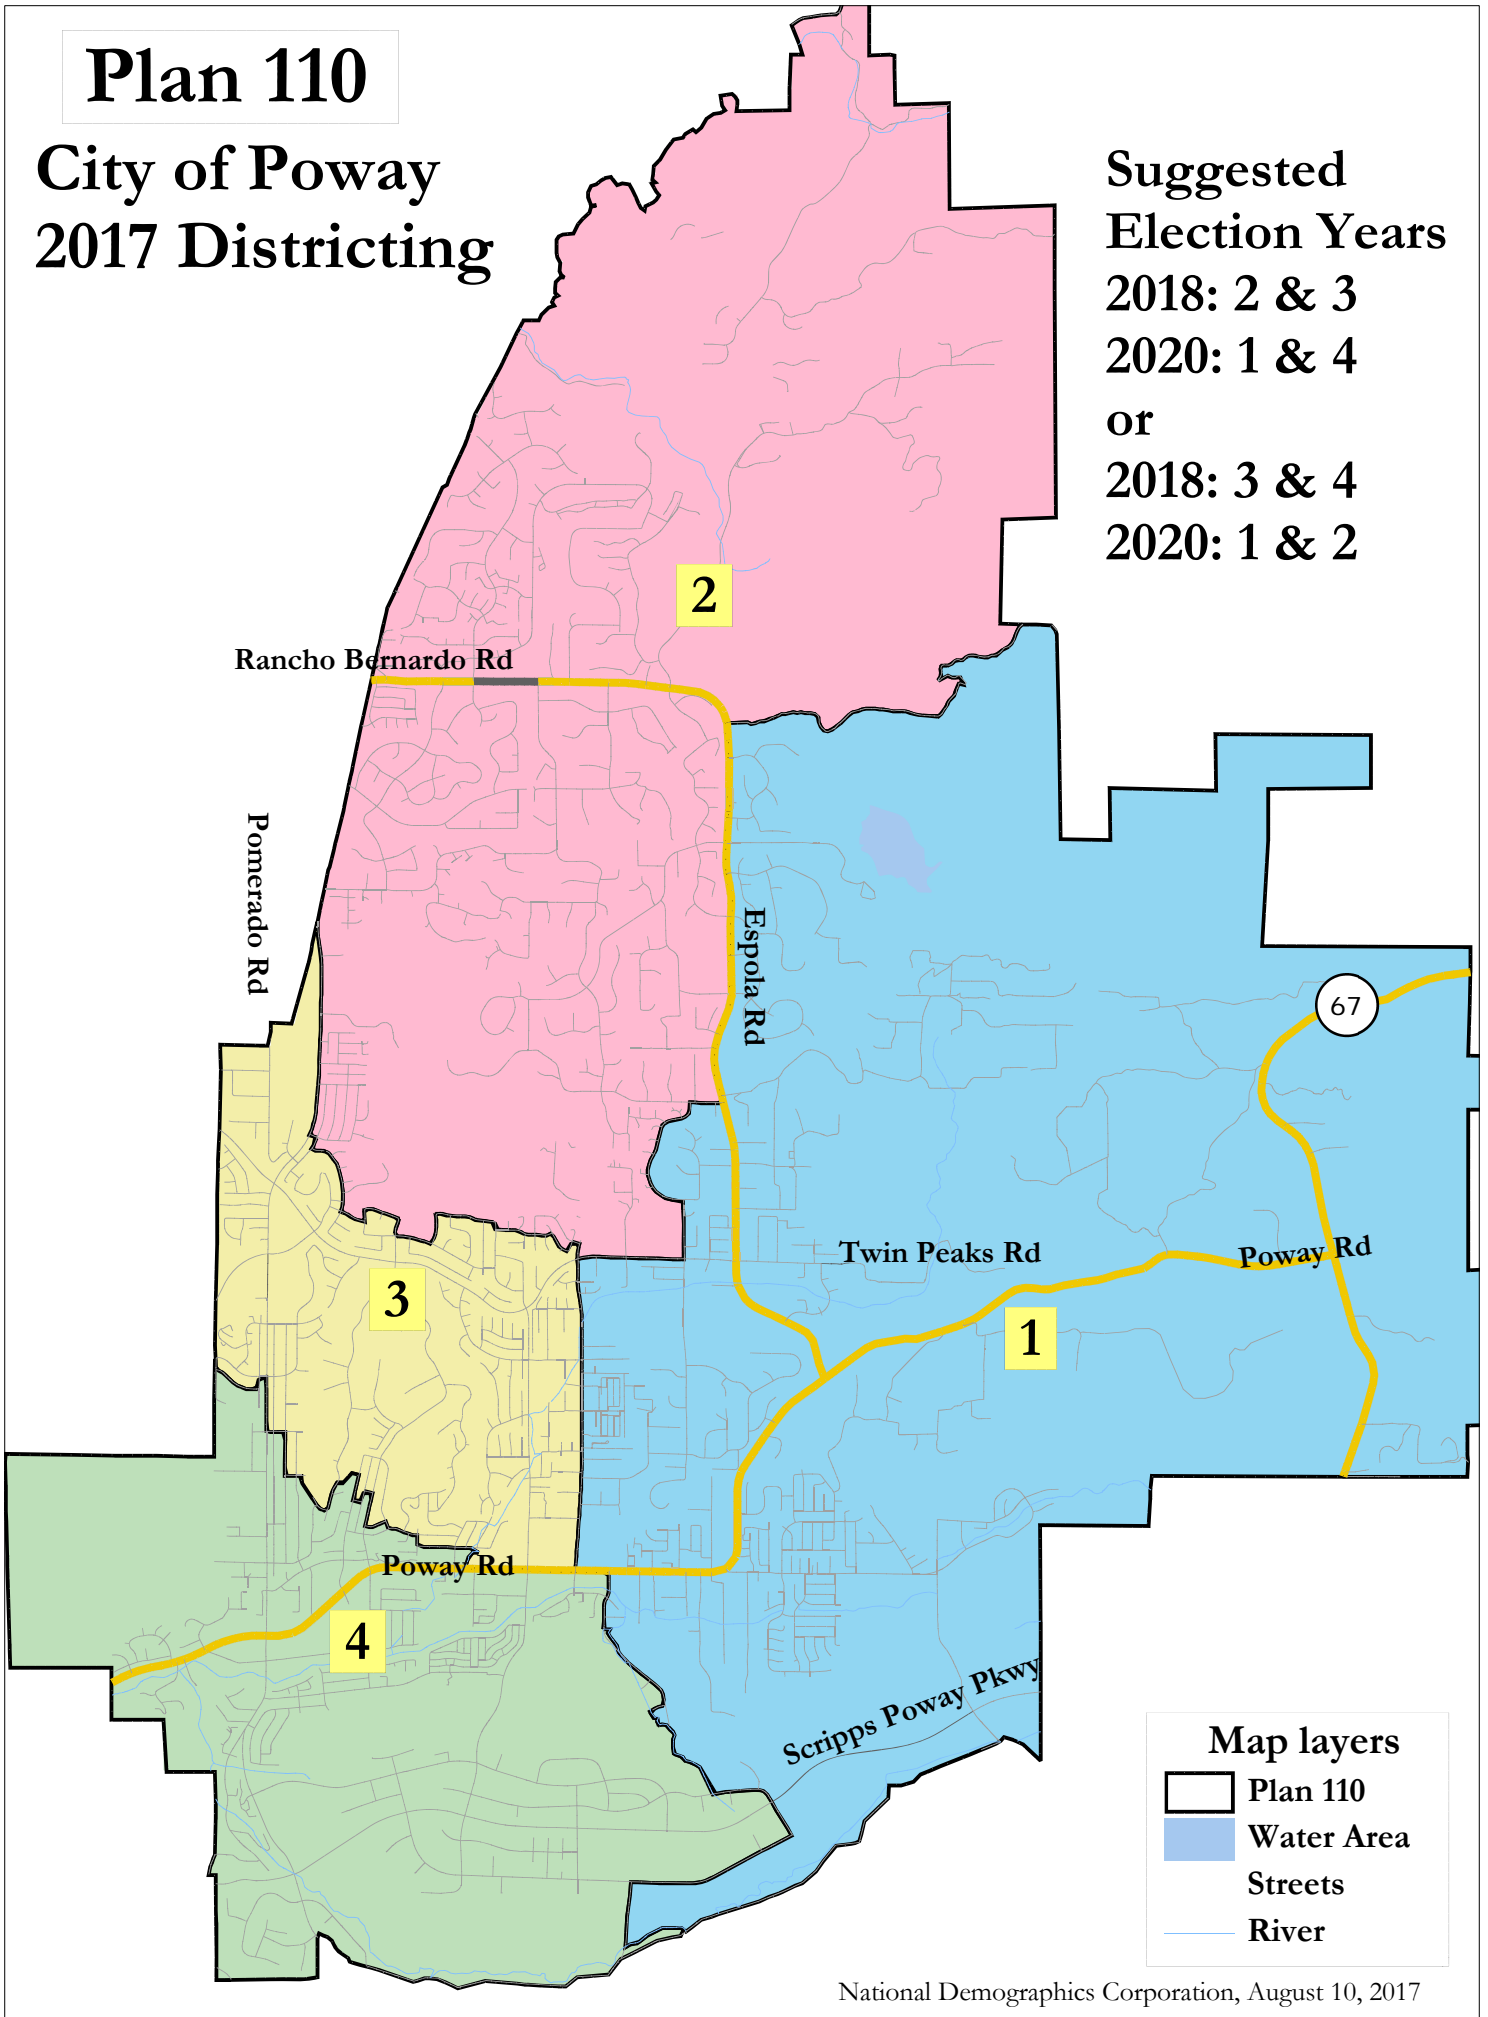 Plan 110
City of Poway
2017 Districting
Suggested
Election Years
2018: 2 & 3
2020: 1 & 4
or
2018: 3 & 4
2020: 1 & 2
2
Rancho Bernardo Rd
Pomerado Rd
Espola Rd
67
Twin Peaks Rd
Poway Rd
3
1
Poway Rd
4
Scripps Poway Pkwy
Map layers
Plan 110
Water Area
Streets
River
National Demographics Corporation, August 10, 2017